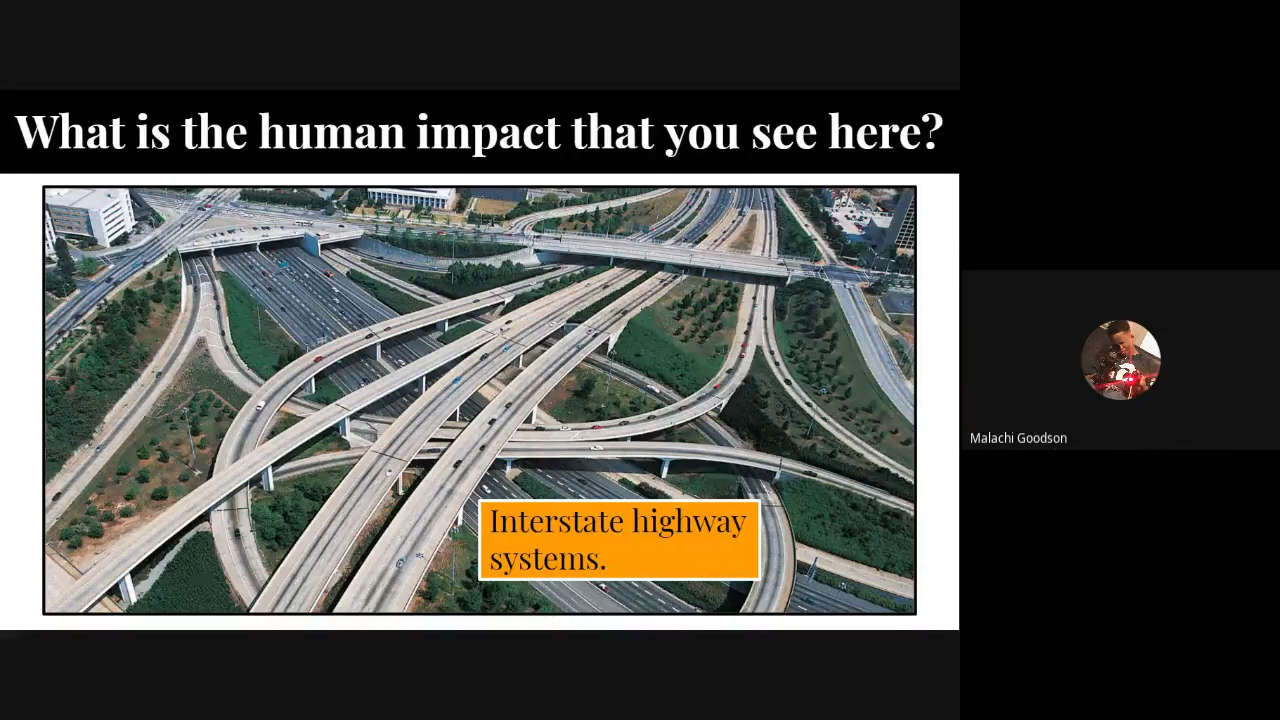 What is the human impact that you see here?
Interstate highway
systems.
Malachi Goodson